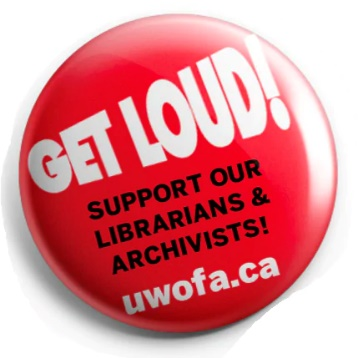 GET LOUD!
SUPPORT OUR
LIBRARIANS &
ARCHIVISTS!
uwofa.ca